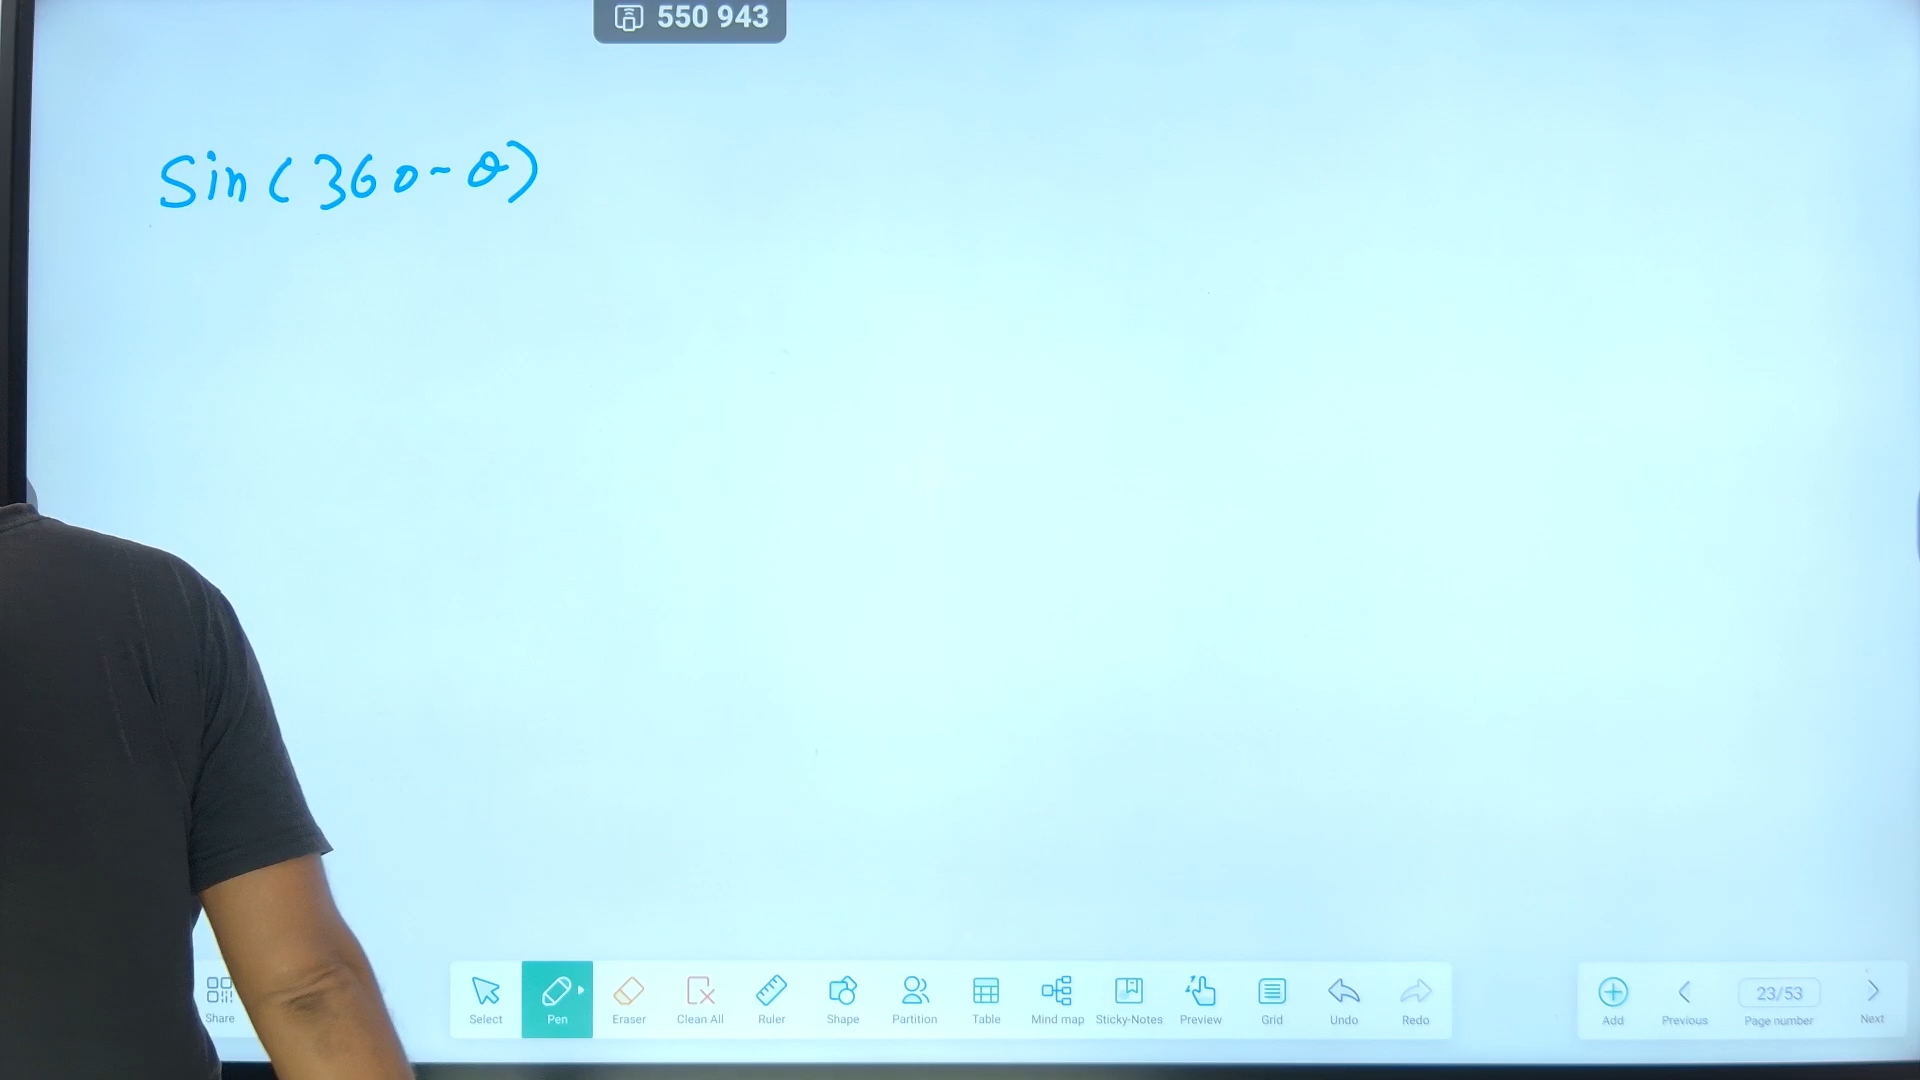 550 943
Sin(360-θ)
Share
Select Pen Eraser Clean All Ruler Shape Partition Table Mind map Sticky-Notes Preview Grid Undo Redo
Add Previous 23/53 Page number Next